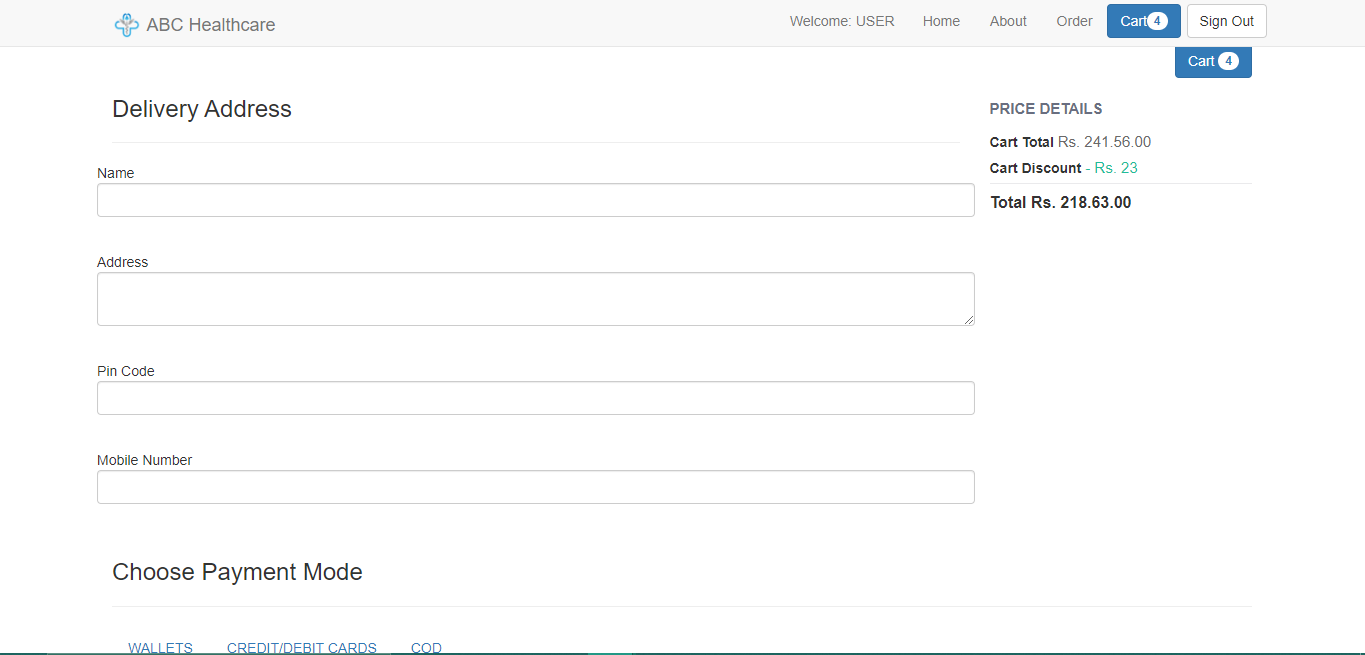 ABC Healthcare
Welcome: USER Home About Order Cart 4 Sign Out
Cart 4
Delivery Address
Name
Address
Pin Code
Mobile Number
PRICE DETAILS
Cart Total Rs. 241.56.00
Cart Discount - Rs. 23
Total Rs. 218.63.00
Choose Payment Mode
WALLETS CREDIT/DEBIT CARDS COD